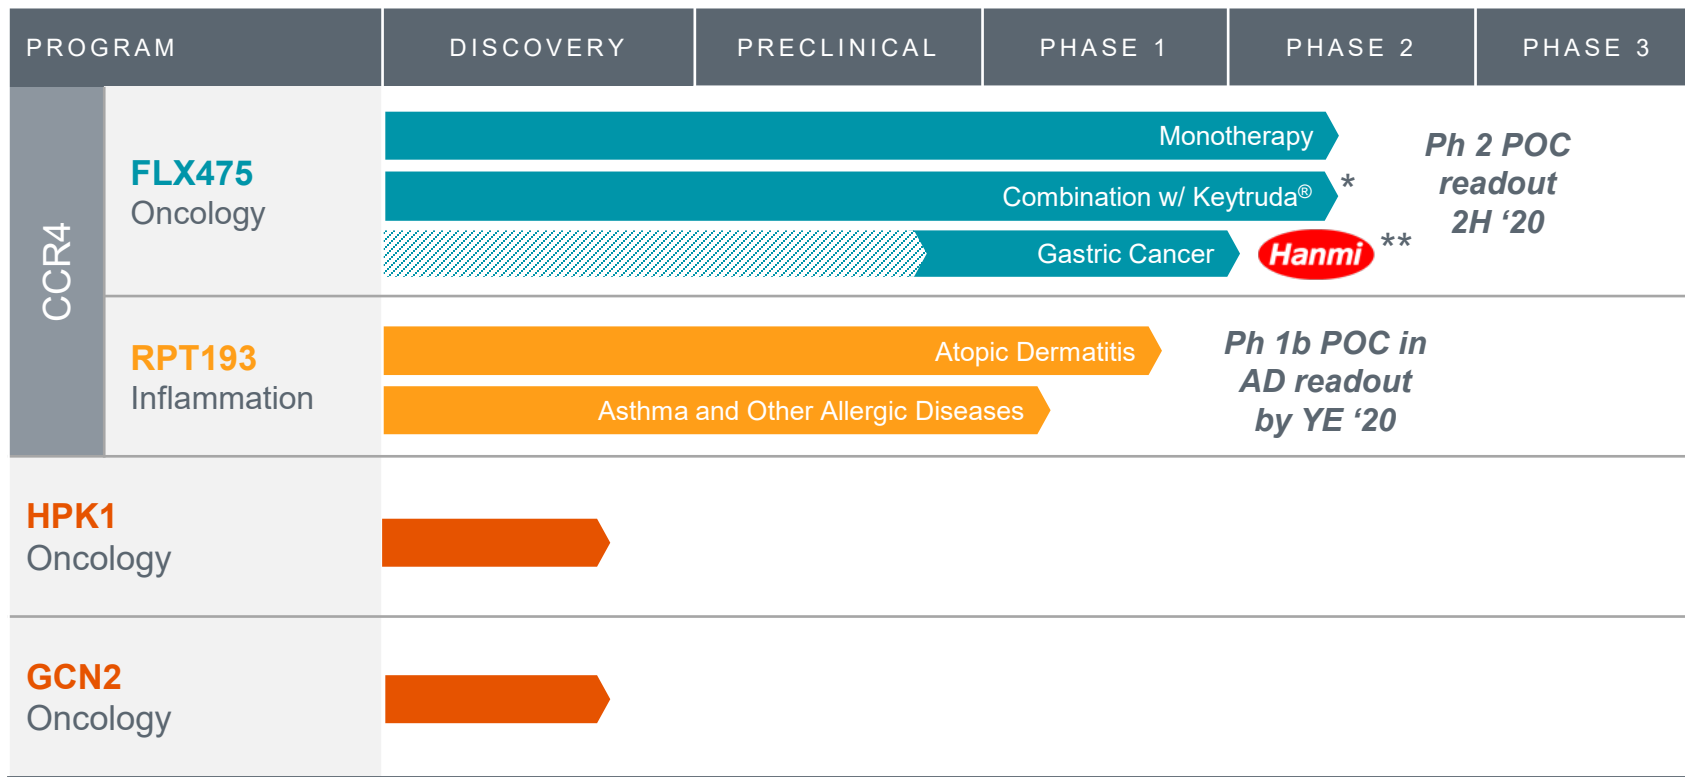 PROGRAM
DISCOVERY
PRECLINICAL
PHASE 1
PHASE 2
PHASE 3
CCR4
FLX475
Oncology
Monotherapy
Combination w/ Keytruda®
*
Gastric Cancer
Hanmi
**
Ph 2 POC
readout
2H ‘20
RPT193
Inflammation
Atopic Dermatitis
Asthma and Other Allergic Diseases
Ph 1b POC in
AD readout
by YE ‘20
HPK1
Oncology
GCN2
Oncology